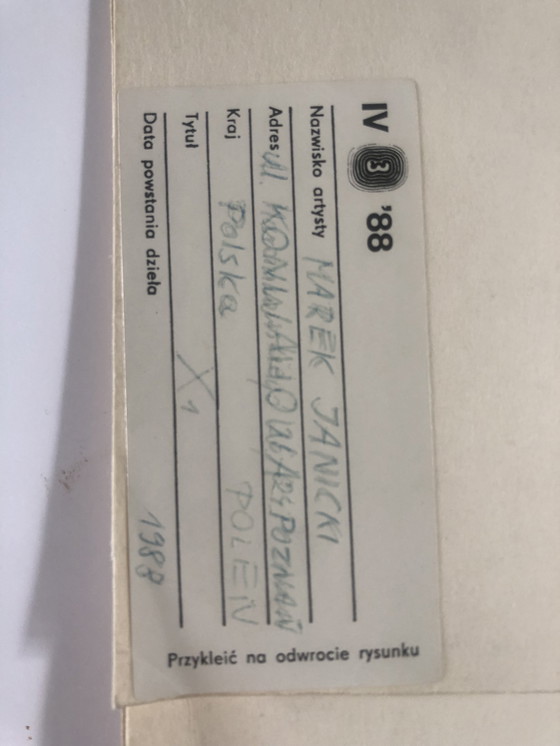 IV 3 '88
Nazwisko artysty MAREK JANICKI
Adres ul. POZNAŃ
Kraj Polska POLEN
Tytuł X1
Data powstania dzieła 1988
Przykleić na odwrocie rysunku